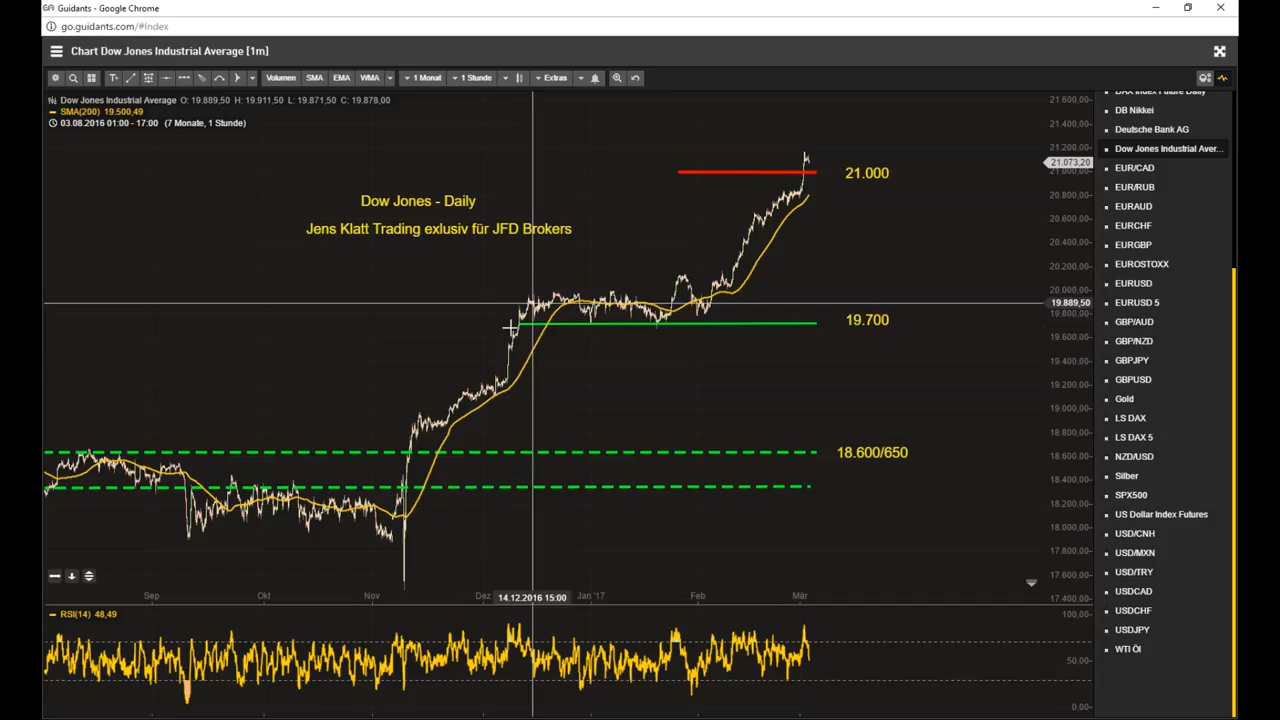 Guidants - Google Chrome
go.guidants.com/#Index
Chart Dow Jones Industrial Average [1m]
Volumen SMA EMA WMA 1 Monat 1 Stunde Extras
Dow Jones Industrial Average O: 19.889,50 H: 19.911,50 L: 19.871,50 C: 19.878,00
SMA(200) 19.500,49
03.08.2016 01:00 - 17:00 (7 Monate, 1 Stunde)
Dow Jones - Daily
Jens Klatt Trading exlusiv für JFD Brokers
21.000
19.700
18.600/650
21.600,00
21.400,00
21.200,00
21.073,20
21.000,00
20.800,00
20.600,00
20.400,00
20.200,00
20.000,00
19.889,50
19.800,00
19.600,00
19.400,00
19.200,00
19.000,00
18.800,00
18.600,00
18.400,00
18.200,00
18.000,00
17.800,00
17.600,00
17.400,00
Sep Okt Nov Dez 14.12.2016 15:00 Jan '17 Feb Mär
RSI(14) 48,49
100,00
50,00
0,00
DAX Index Future Daily
DB Nikkei
Deutsche Bank AG
Dow Jones Industrial Aver...
EUR/CAD
EUR/RUB
EURAUD
EURCHF
EURGBP
EUROSTOXX
EURUSD
EURUSD 5
GBP/AUD
GBP/NZD
GBPJPY
GBPUSD
Gold
LS DAX
LS DAX 5
NZD/USD
Silber
SPX500
US Dollar Index Futures
USD/CNH
USD/MXN
USD/TRY
USDCAD
USDCHF
USDJPY
WTI Öl